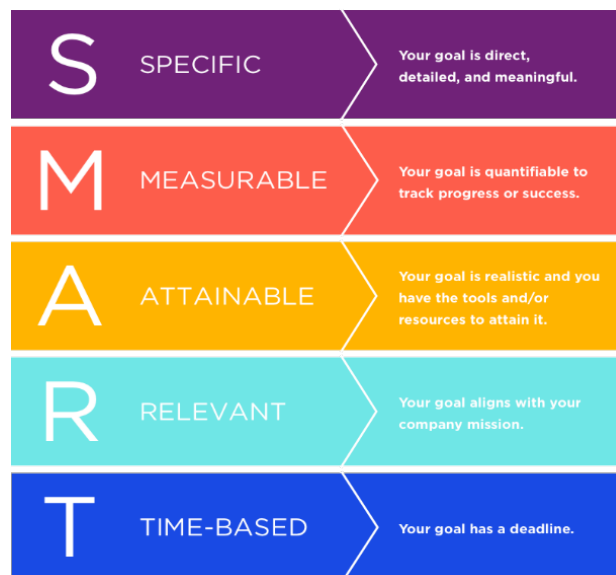 S SPECIFIC
Your goal is direct,
detailed, and meaningful.
M MEASURABLE
Your goal is quantifiable to
track progress or success.
A ATTAINABLE
Your goal is realistic and you
have the tools and/or
resources to attain it.
R RELEVANT
Your goal aligns with your
company mission.
T TIME-BASED
Your goal has a deadline.